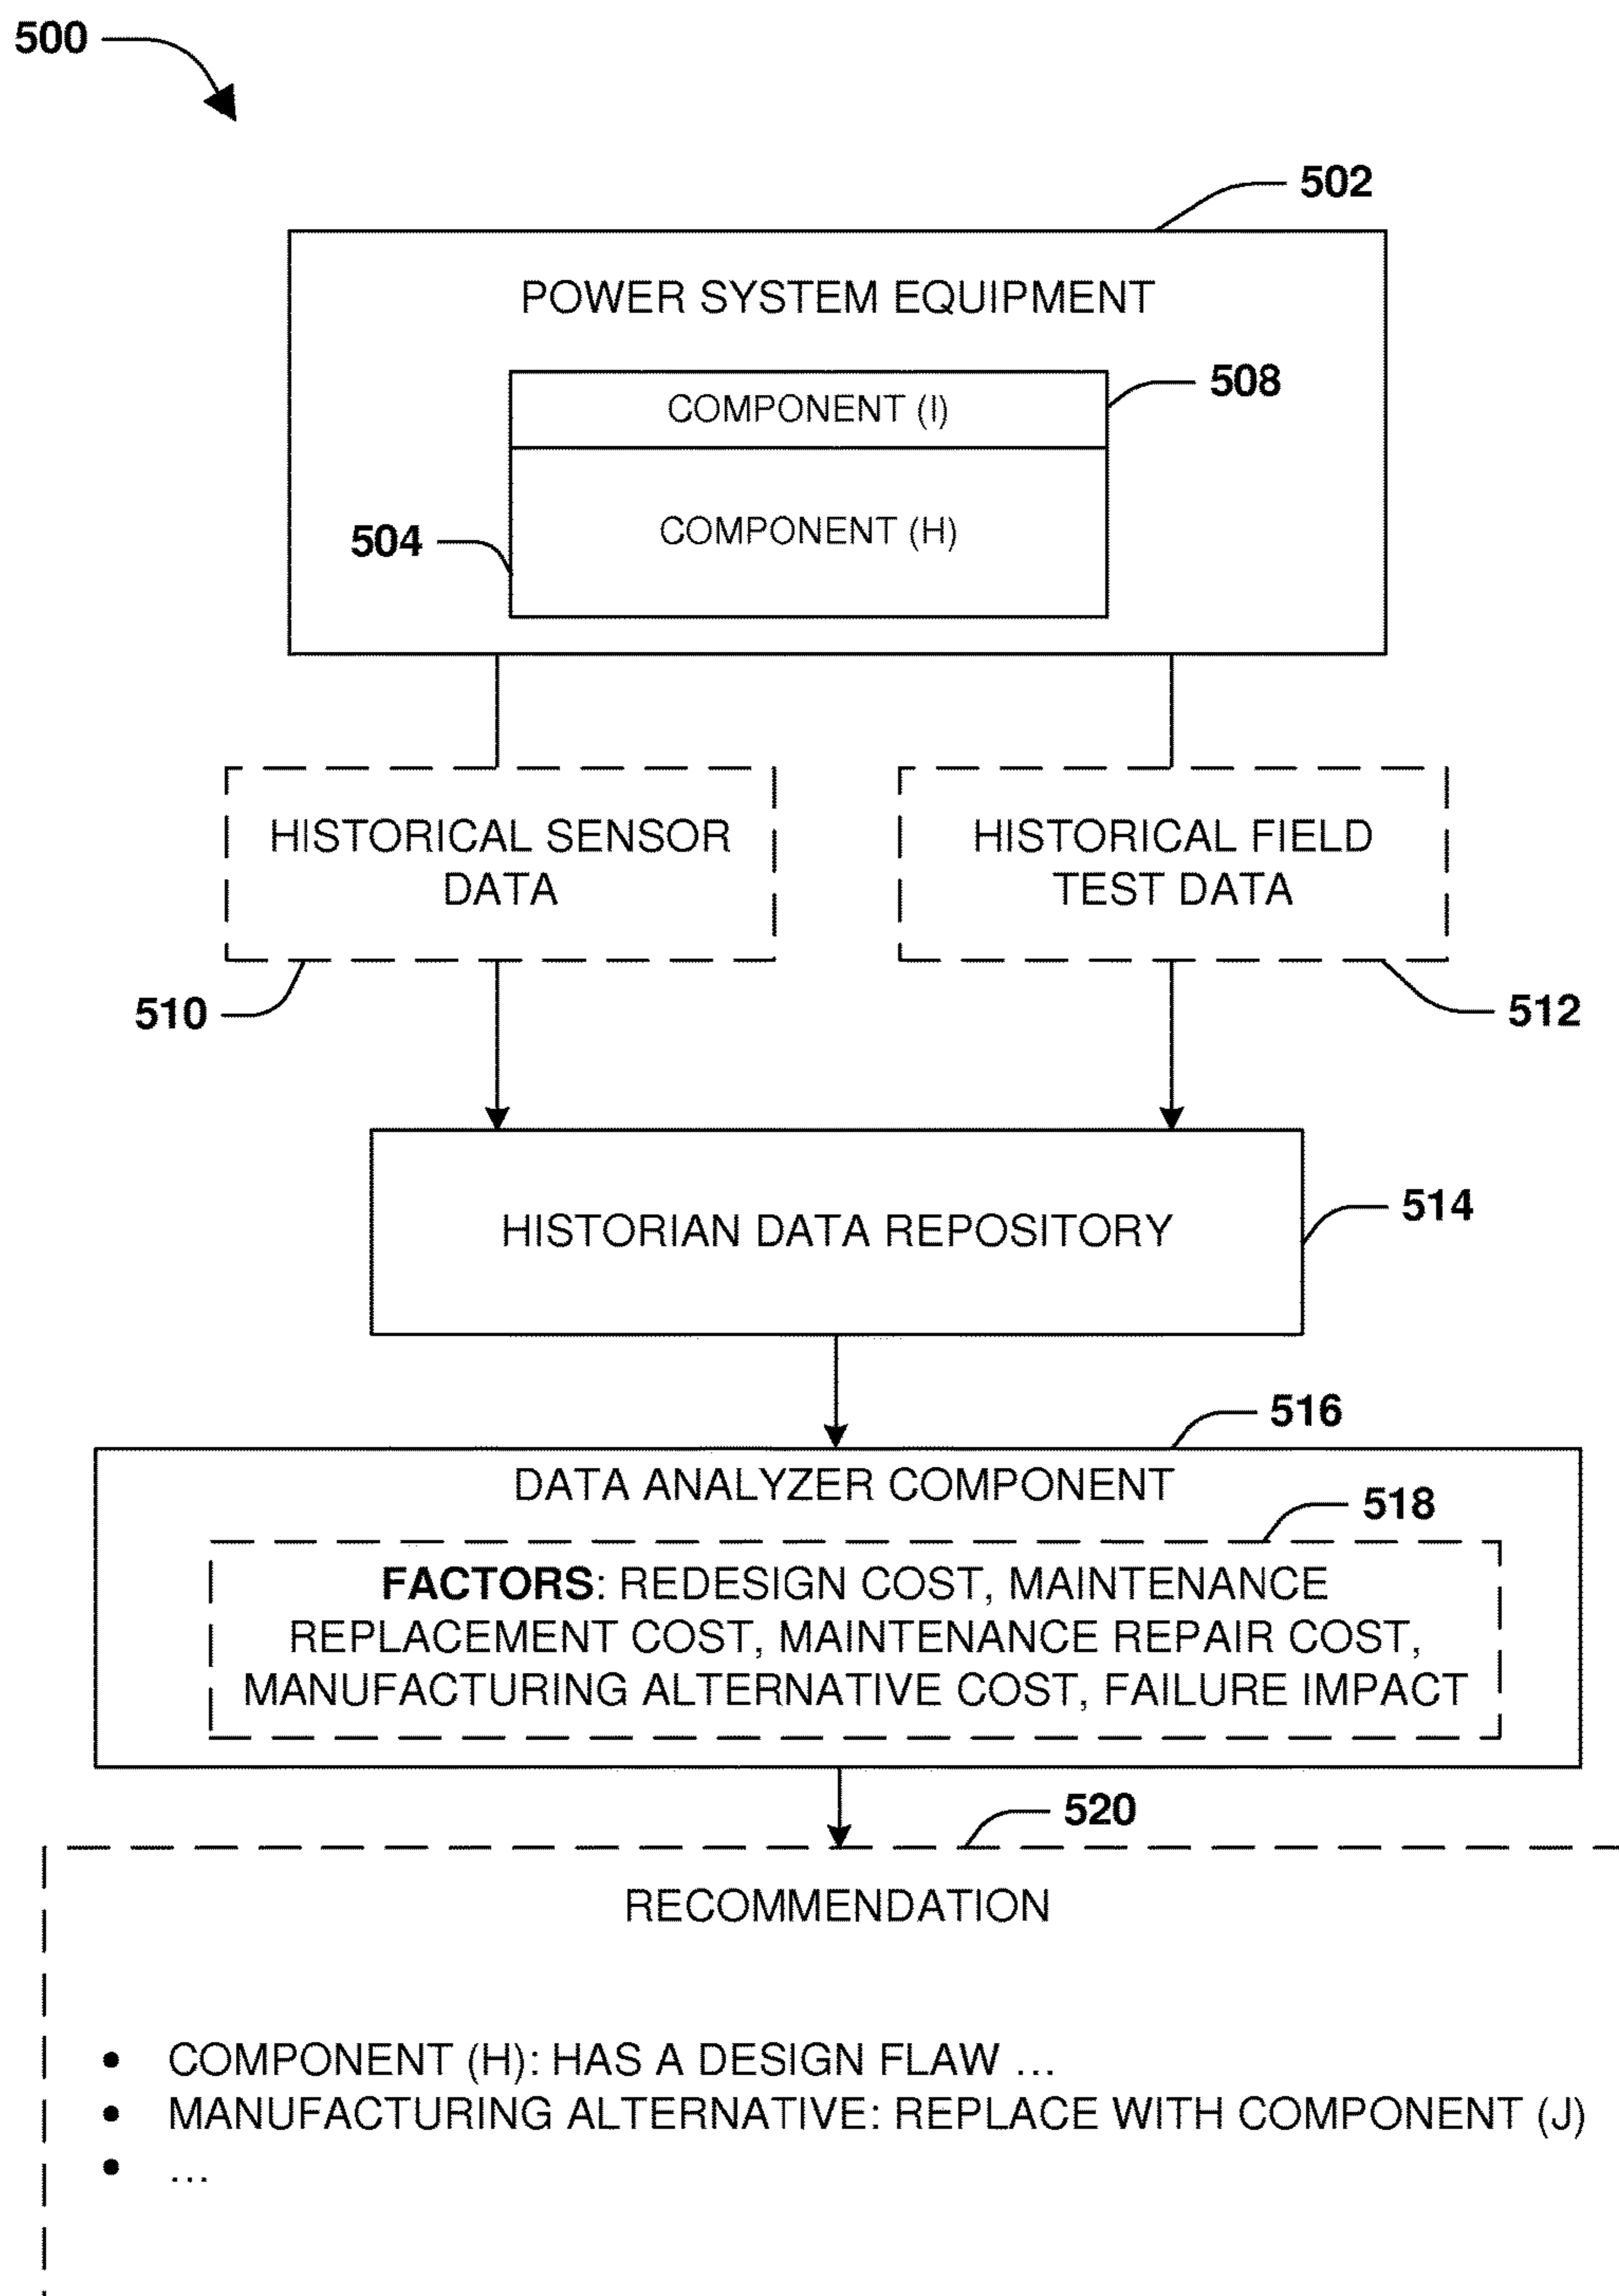 500
502
POWER SYSTEM EQUIPMENT
508
COMPONENT (I)
504
COMPONENT (H)
HISTORICAL SENSOR
DATA
HISTORICAL FIELD
TEST DATA
510
512
514
HISTORIAN DATA REPOSITORY
516
DATA ANALYZER COMPONENT
518
FACTORS: REDESIGN COST, MAINTENANCE
REPLACEMENT COST, MAINTENANCE REPAIR COST,
MANUFACTURING ALTERNATIVE COST, FAILURE IMPACT
520
RECOMMENDATION
• COMPONENT (H): HAS A DESIGN FLAW ...
• MANUFACTURING ALTERNATIVE: REPLACE WITH COMPONENT (J)
• ...